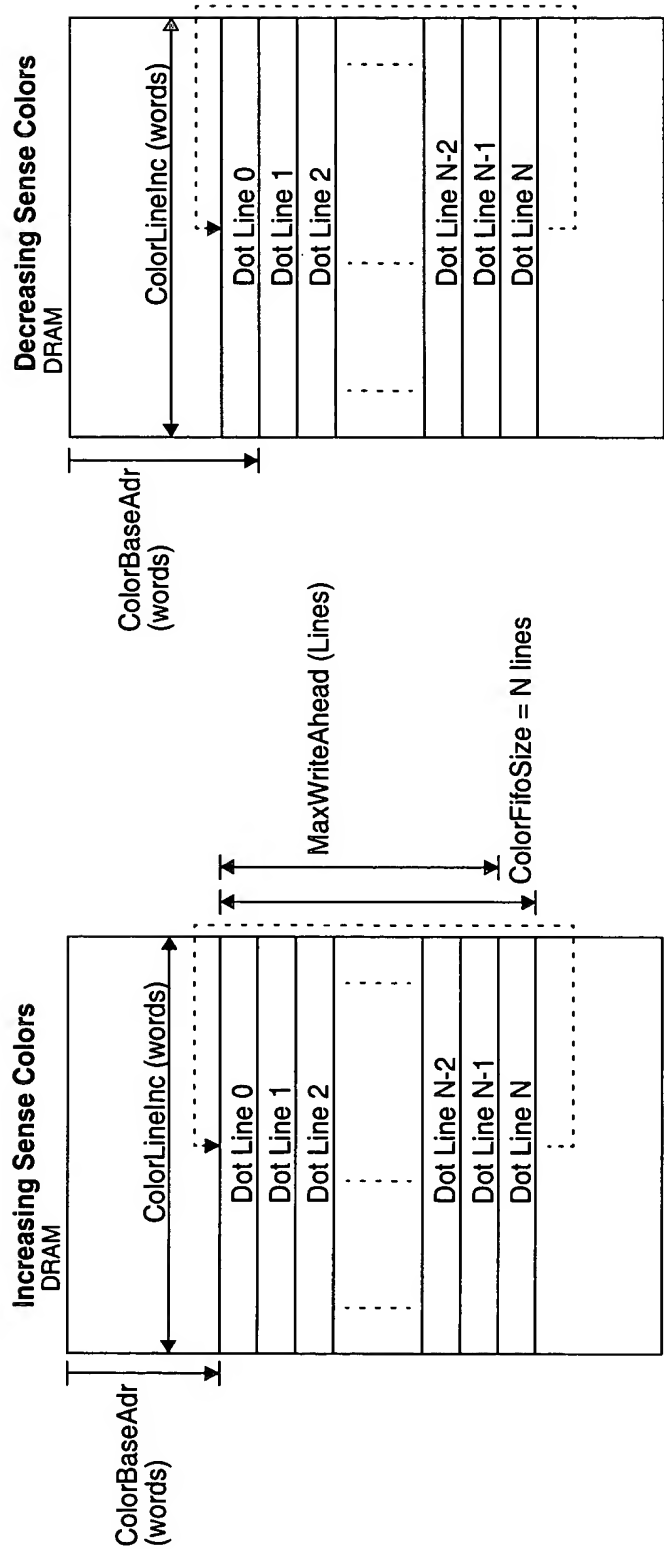 Increasing Sense Colors
DRAM
ColorBaseAdr
(words)
ColorLineInc (words)
Dot Line 0
Dot Line 1
Dot Line 2
Dot Line N-2
Dot Line N-1
Dot Line N
MaxWriteAhead (Lines)
ColorFifoSize = N lines
Decreasing Sense Colors
DRAM
ColorBaseAdr
(words)
ColorLineInc (words)
Dot Line 0
Dot Line 1
Dot Line 2
Dot Line N-2
Dot Line N-1
Dot Line N